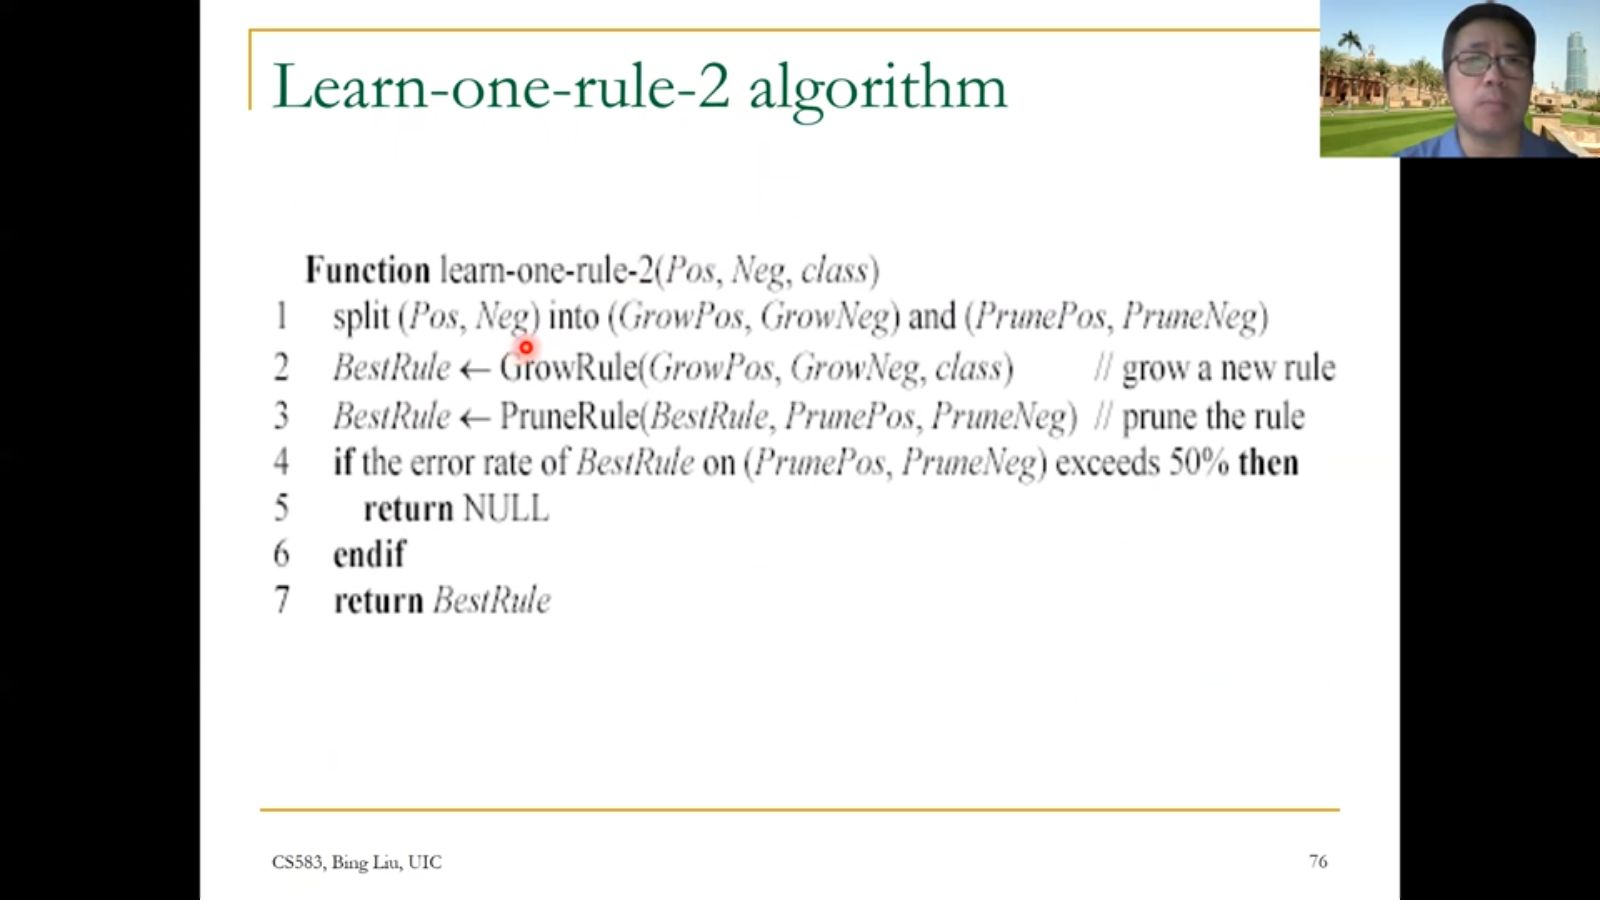 Learn-one-rule-2 algorithm
Function learn-one-rule-2(Pos, Neg, class)
1 split (Pos, Neg) into (GrowPos, GrowNeg) and (PrunePos, PruneNeg)
2 BestRule ← GrowRule(GrowPos, GrowNeg, class) // grow a new rule
3 BestRule ← PruneRule(BestRule, PrunePos, PruneNeg) // prune the rule
4 if the error rate of BestRule on (PrunePos, PruneNeg) exceeds 50% then
5 return NULL
6 endif
7 return BestRule
CS583, Bing Liu, UIC 76